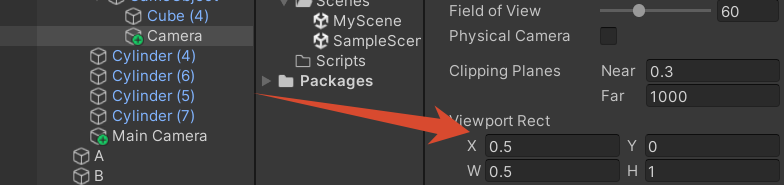 GameObject
Cube (4)
Camera
Cylinder (4)
Cylinder (6)
Cylinder (5)
Cylinder (7)
Main Camera
A
B
Scenes
MyScene
SampleScen
Scripts
Packages
Field of View 60
Physical Camera
Clipping Planes Near 0.3
Far 1000
Viewport Rect
X 0.5 Y 0
W 0.5 H 1